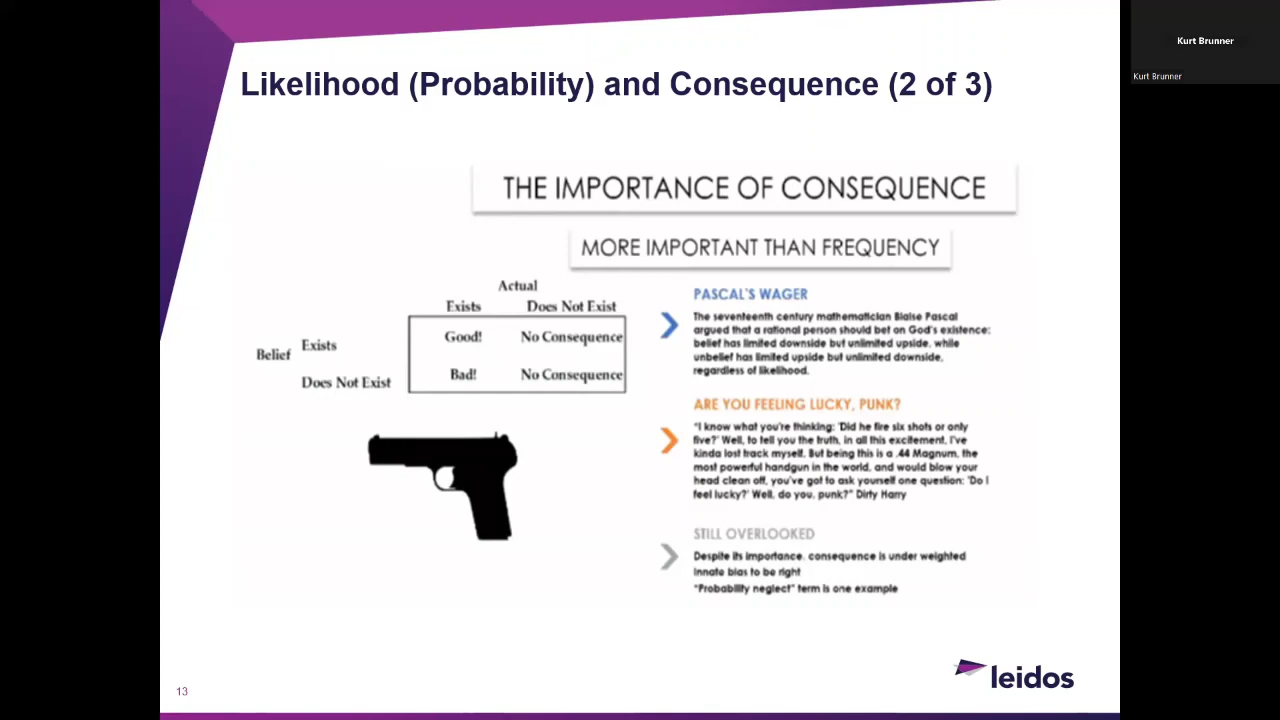 Kurt Brunner
Kurt Brunner
Likelihood (Probability) and Consequence (2 of 3)
THE IMPORTANCE OF CONSEQUENCE
MORE IMPORTANT THAN FREQUENCY
Actual
Exists Does Not Exist
Belief
Exists
Good! No Consequence
Does Not Exist
Bad! No Consequence
PASCAL'S WAGER
The seventeenth century mathematician Blaise Pascal
argued that a rational person should bet on God's existence:
belief has limited downside but unlimited upside, while
unbelief has limited upside but unlimited downside,
regardless of likelihood.
ARE YOU FEELING LUCKY, PUNK?
"I know what you're thinking: 'Did he fire six shots or only
five?' Well, to tell you the truth, in all this excitement, I've
kinda lost track myself. But being this is a .44 Magnum, the
most powerful handgun in the world, and would blow your
head clean off, you've got to ask yourself one question: 'Do I
feel lucky?' Well, do you, punk?" Dirty Harry
STILL OVERLOOKED
Despite its importance, consequence is under weighted
Innate bias to be right
"Probability neglect" term is one example
13
leidos